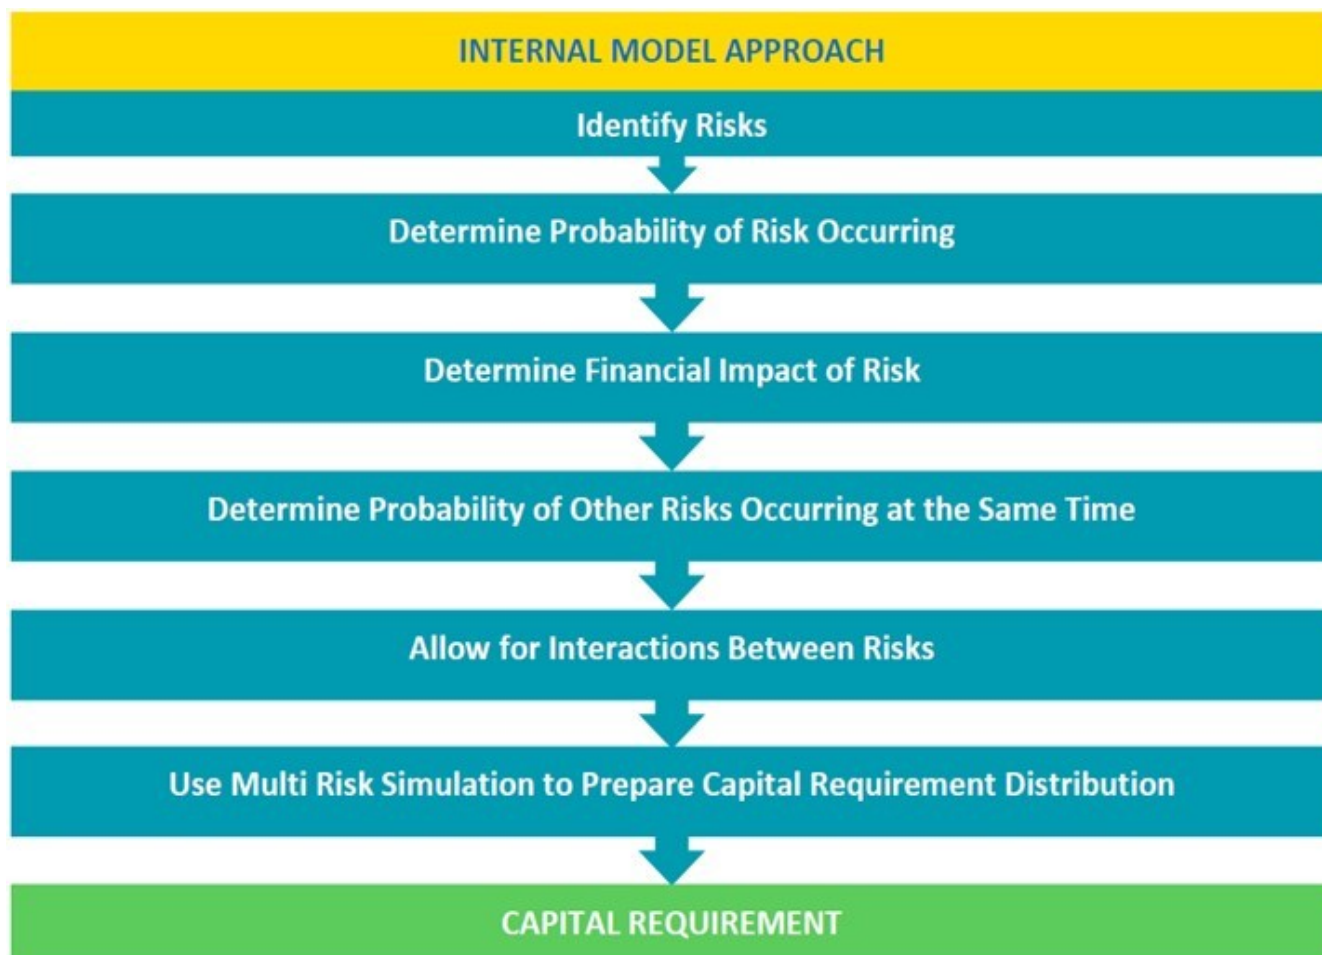 INTERNAL MODEL APPROACH
Identify Risks
Determine Probability of Risk Occurring
Determine Financial Impact of Risk
Determine Probability of Other Risks Occurring at the Same Time
Allow for Interactions Between Risks
Use Multi Risk Simulation to Prepare Capital Requirement Distribution
CAPITAL REQUIREMENT